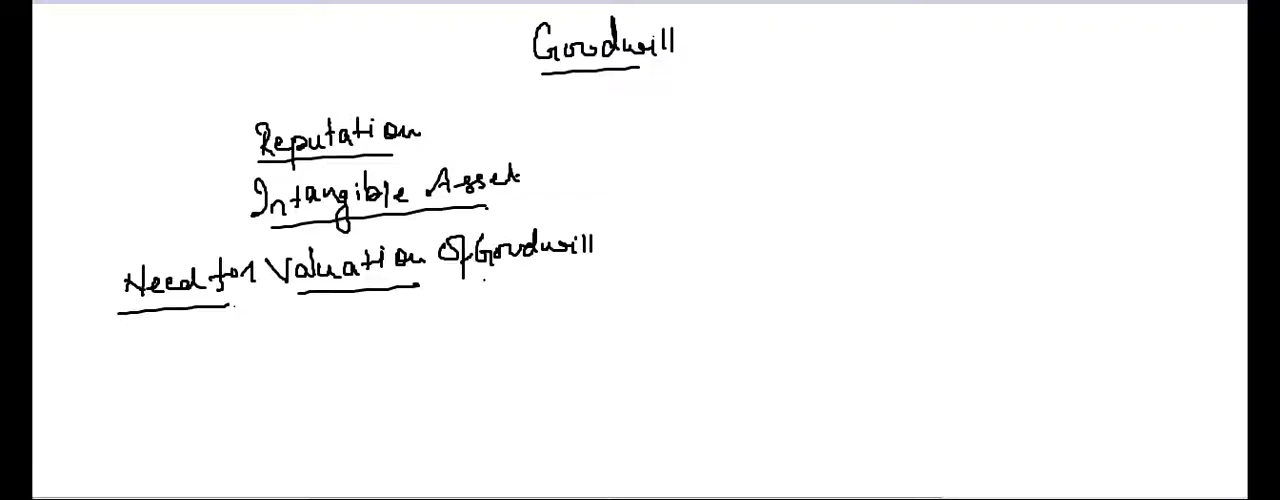 Goodwill
Reputation
Intangible Asset
Need for Valuation Of Goodwill